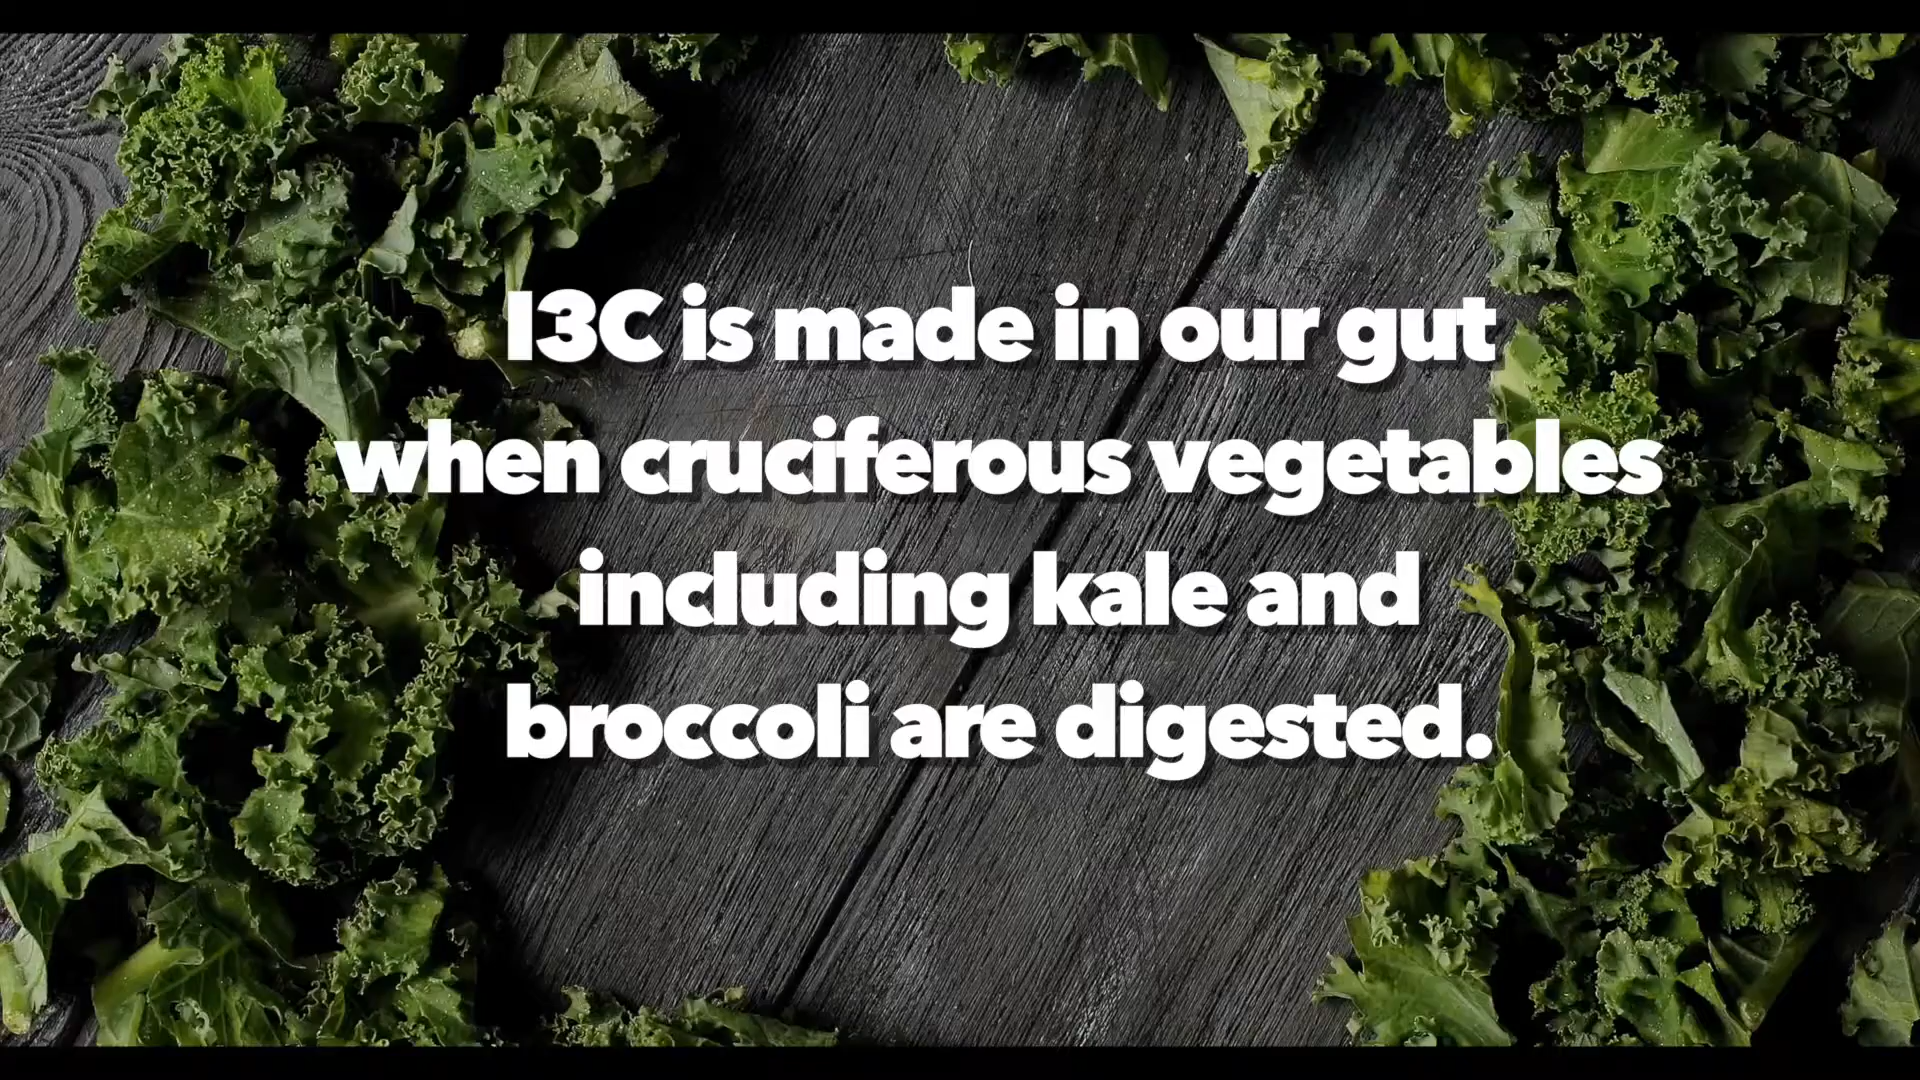 I3C is made in our gut
when cruciferous vegetables
including kale and
broccoli are digested.